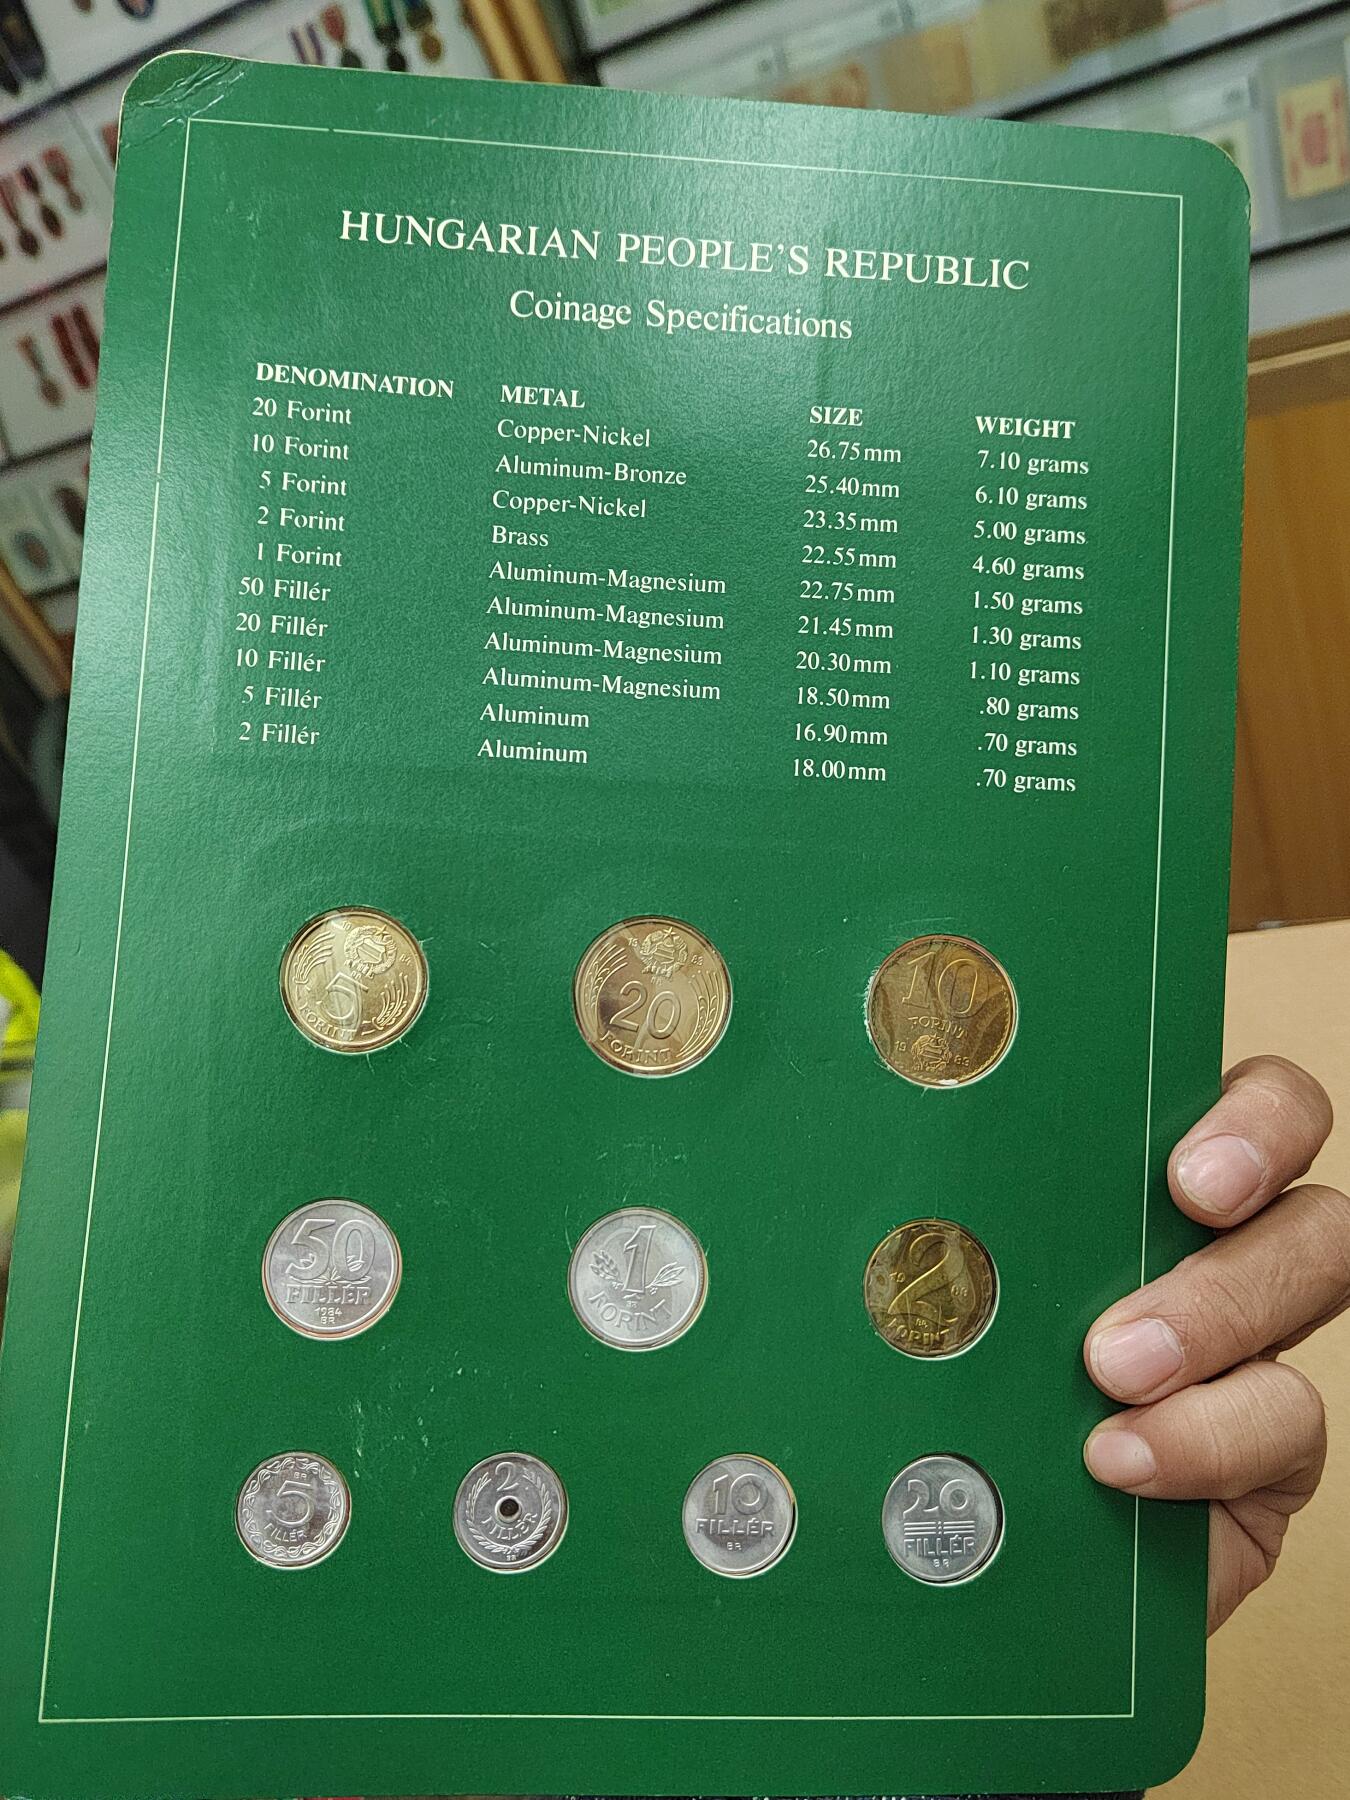 HUNGARIAN PEOPLE'S REPUBLIC
Coinage Specifications
DENOMINATION METAL SIZE WEIGHT
20 Forint Copper-Nickel 26.75mm 7.10 grams
10 Forint Aluminum-Bronze 25.40mm 6.10 grams
5 Forint Copper-Nickel 23.35mm 5.00 grams
2 Forint Brass 22.55mm 4.60 grams
1 Forint Aluminum-Magnesium 22.75mm 1.50 grams
50 Fillér Aluminum-Magnesium 21.45mm 1.30 grams
20 Fillér Aluminum-Magnesium 20.30mm 1.10 grams
10 Fillér Aluminum-Magnesium 18.50mm .80 grams
5 Fillér Aluminum 16.90mm .70 grams
2 Fillér Aluminum 18.00mm .70 grams
5
FORINT
20
FORINT
10
FORINT
19 83
50
FILLÉR
1984
BP.
1
FORINT
2
FORINT
BP.
5
FILLÉR
2
FILLÉR
BP.
10
FILLÉR
BP.
20
FILLÉR
BP.